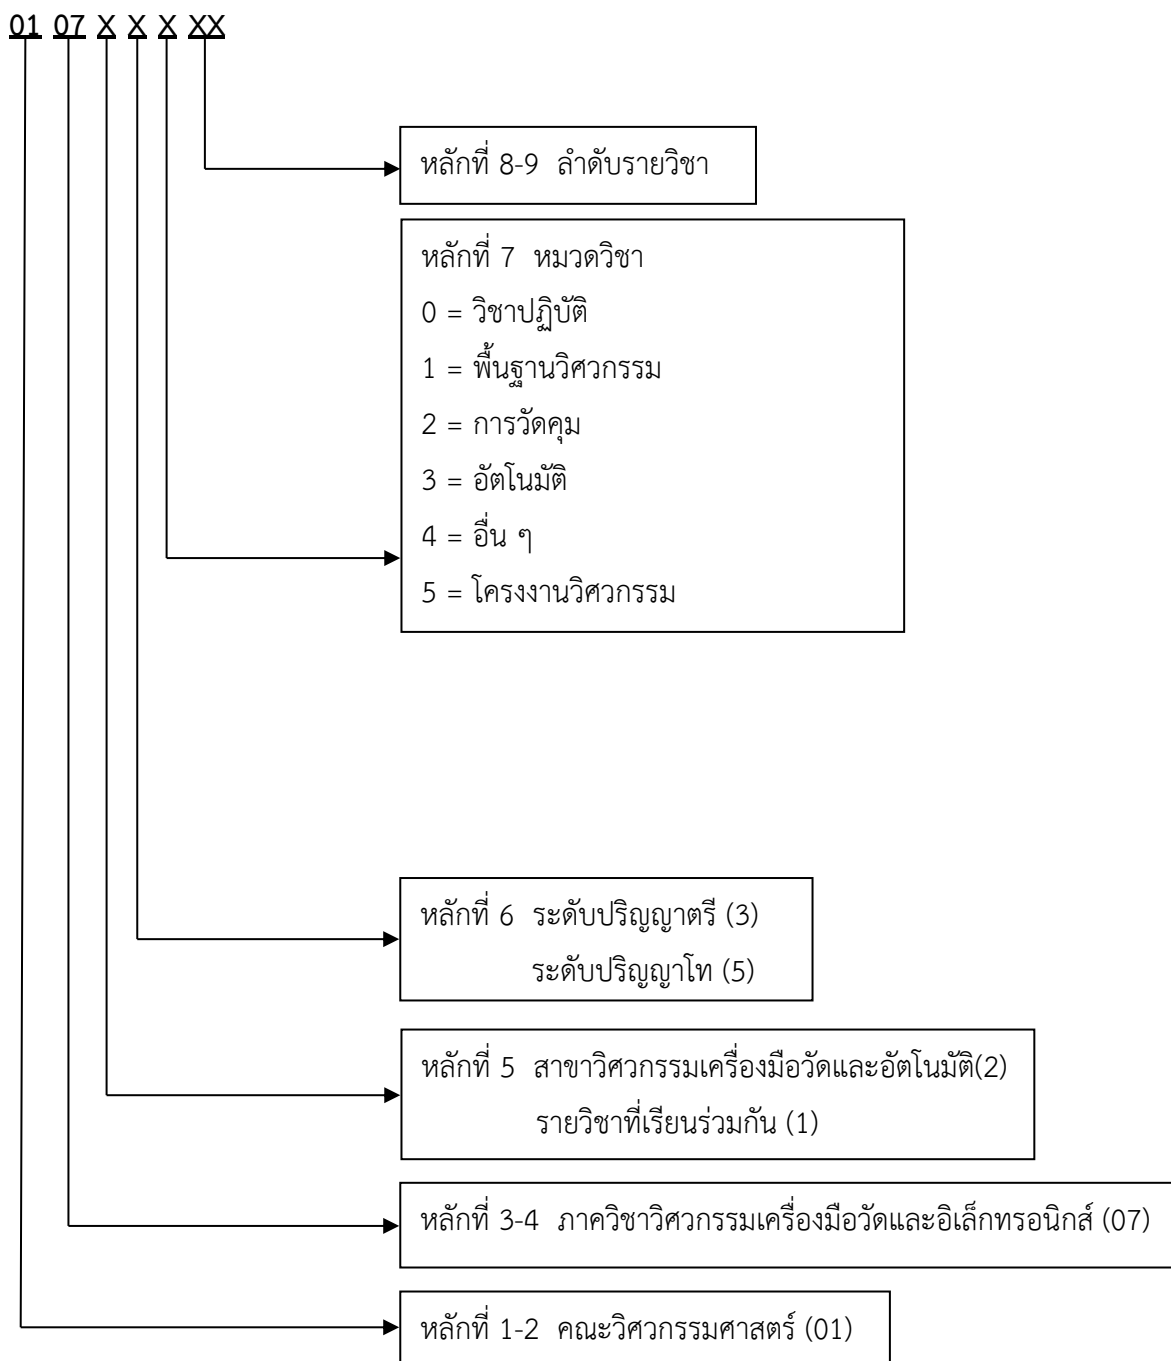 01 07 X X X XX
หลักที่ 8-9 ลำดับรายวิชา
หลักที่ 7 หมวดวิชา
0 = วิชาปฏิบัติ
1 = พื้นฐานวิศวกรรม
2 = การวัดคุม
3 = อัตโนมัติ
4 = อื่น ๆ
5 = โครงงานวิศวกรรม
หลักที่ 6 ระดับปริญญาตรี (3)
ระดับปริญญาโท (5)
หลักที่ 5 สาขาวิศวกรรมเครื่องมือวัดและอัตโนมัติ(2)
รายวิชาที่เรียนร่วมกัน (1)
หลักที่ 3-4 ภาควิชาวิศวกรรมเครื่องมือวัดและอิเล็กทรอนิกส์ (07)
หลักที่ 1-2 คณะวิศวกรรมศาสตร์ (01)